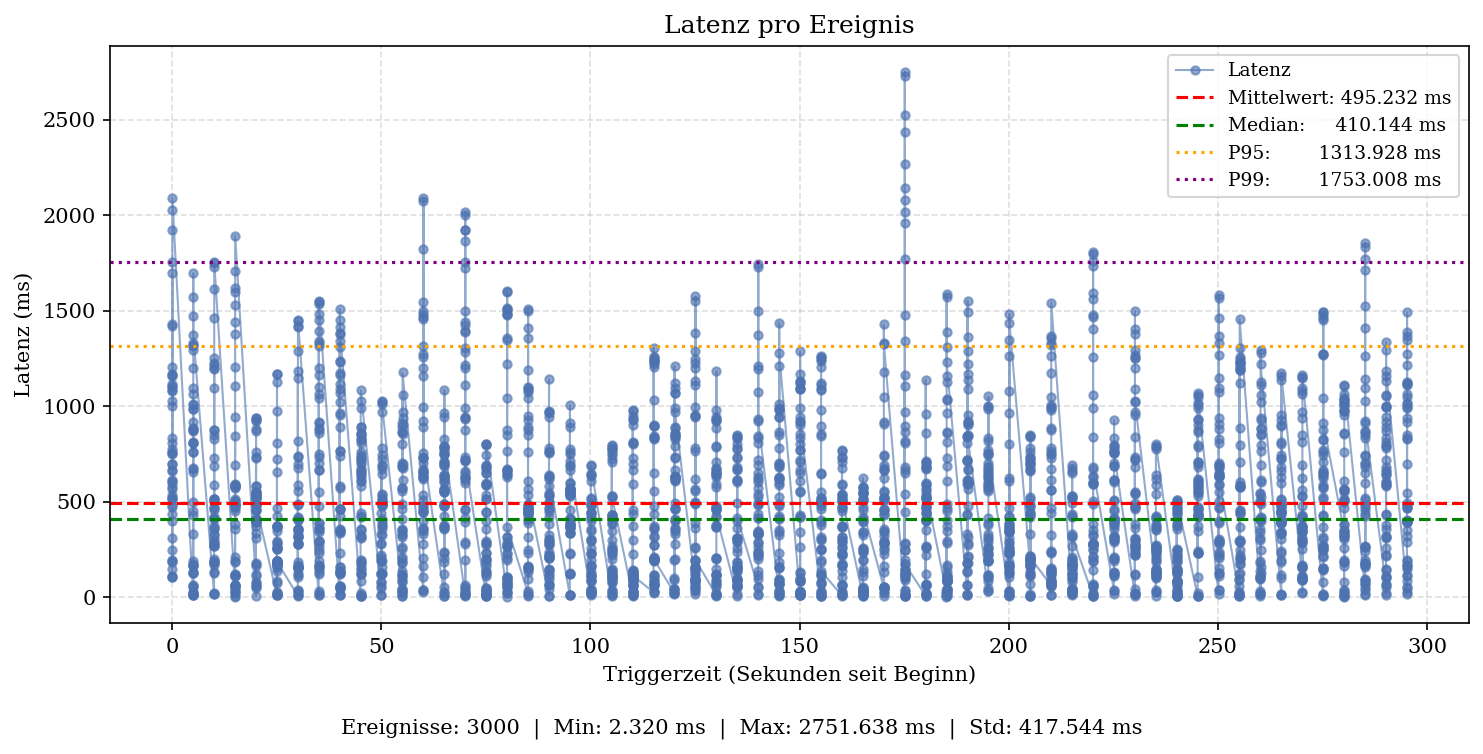 Latenz pro Ereignis
Latenz (ms)
2500
2000
1500
1000
500
0
Latenz
Mittelwert: 495.232 ms
Median: 410.144 ms
P95: 1313.928 ms
P99: 1753.008 ms
0 50 100 150 200 250 300
Triggerzeit (Sekunden seit Beginn)
Ereignisse: 3000 | Min: 2.320 ms | Max: 2751.638 ms | Std: 417.544 ms